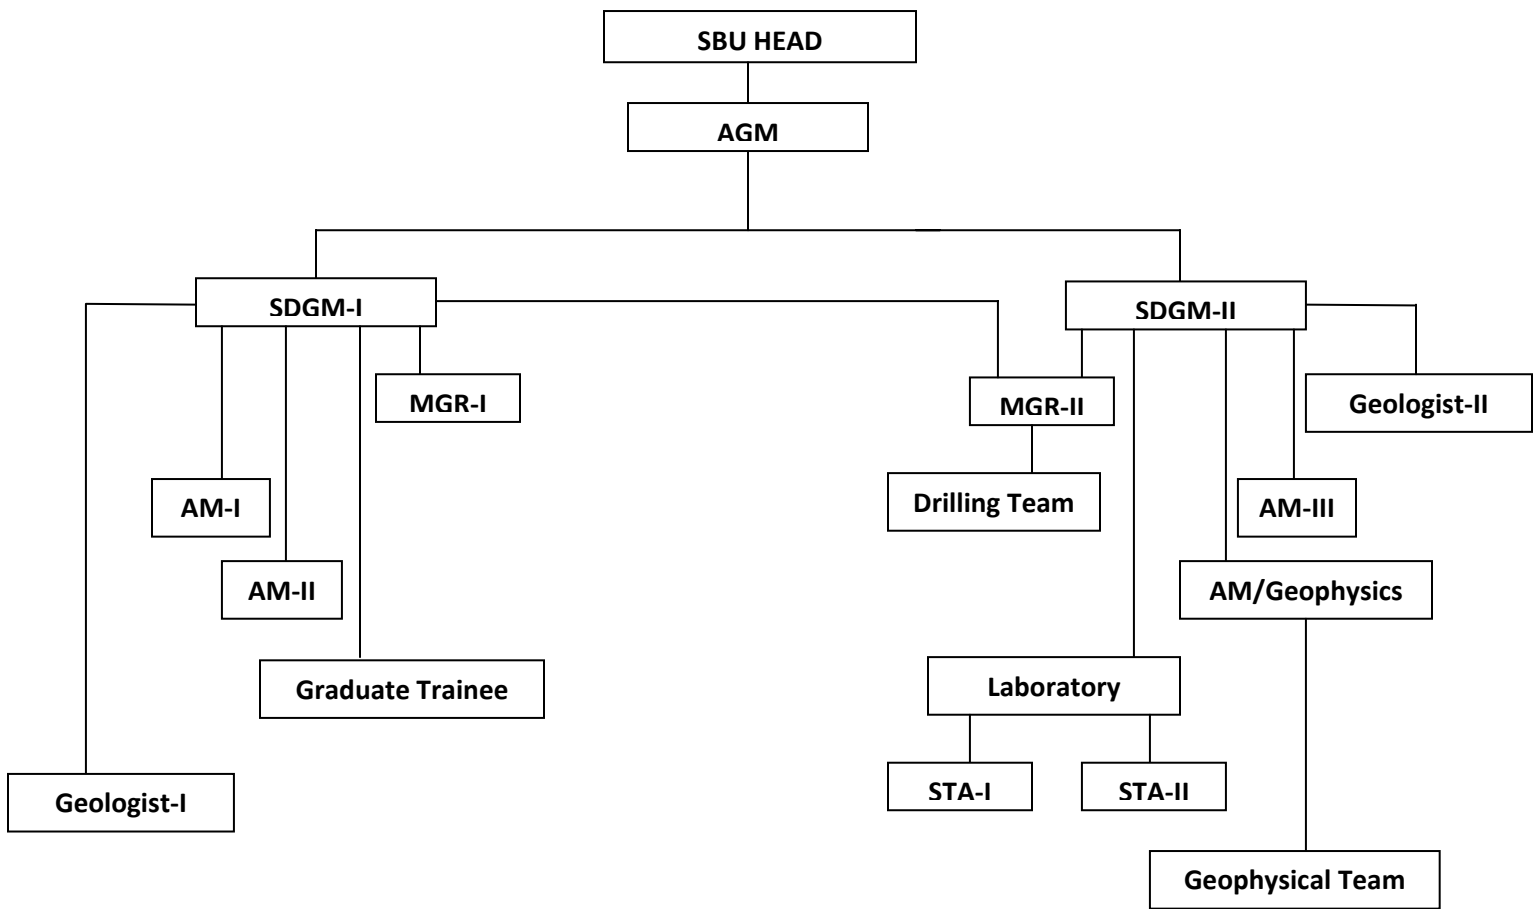 SBU HEAD
AGM
SDGM-I
SDGM-II
MGR-I
MGR-II
Geologist-II
AM-I
Drilling Team
AM-III
AM-II
AM/Geophysics
Graduate Trainee
Laboratory
Geologist-I
STA-I
STA-II
Geophysical Team